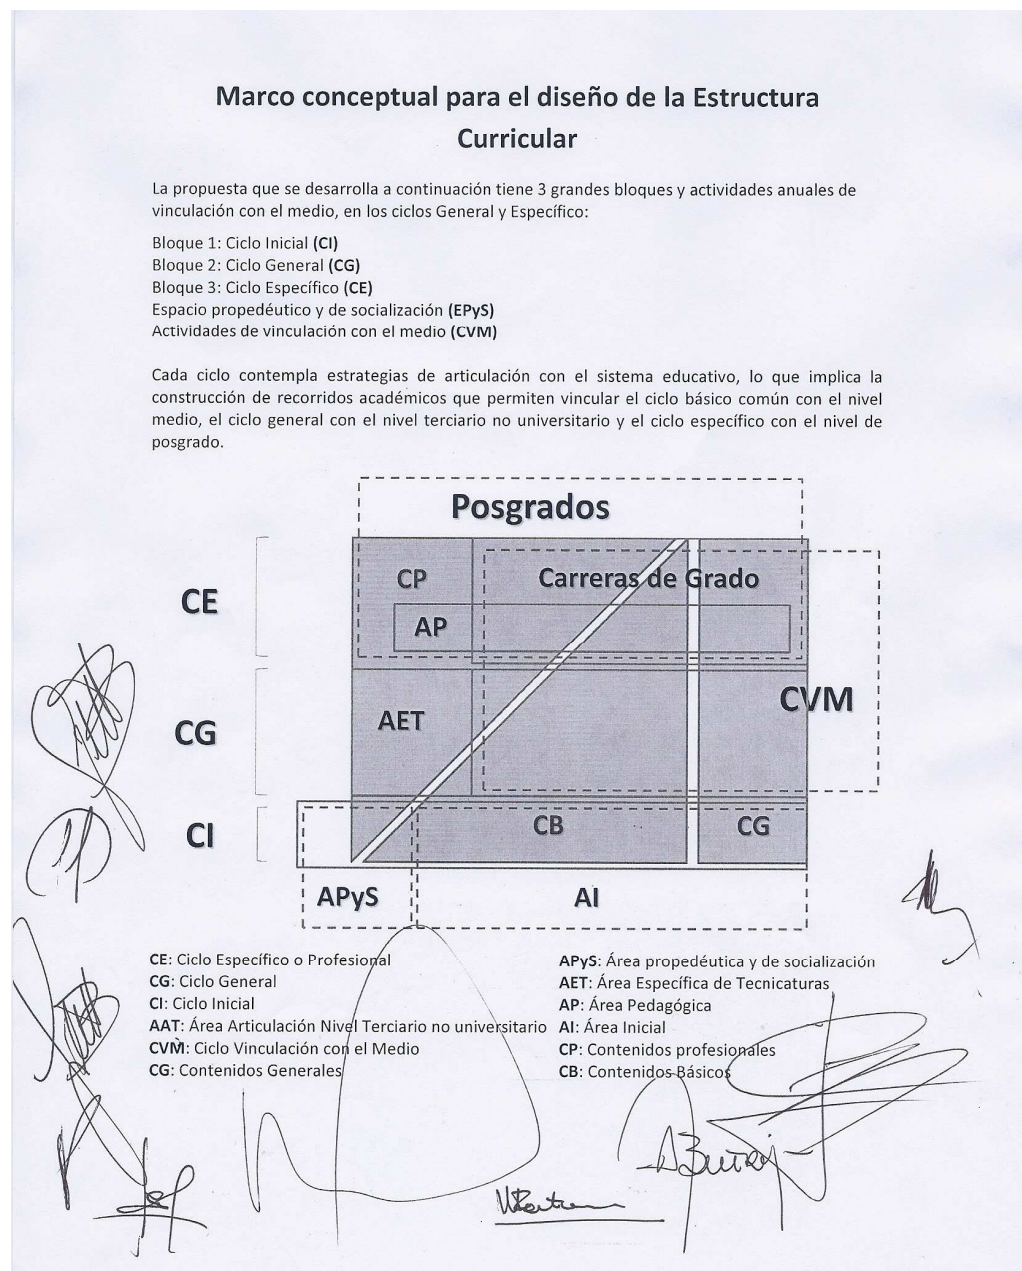 Marco conceptual para el diseño de la Estructura
Curricular
La propuesta que se desarrolla a continuación tiene 3 grandes bloques y actividades anuales de
vinculación con el medio, en los ciclos General y Específico:
Bloque 1: Ciclo Inicial (CI)
Bloque 2: Ciclo General (CG)
Bloque 3: Ciclo Específico (CE)
Espacio propedéutico y de socialización (EPyS)
Actividades de vinculación con el medio (CVM)
Cada ciclo contempla estrategias de articulación con el sistema educativo, lo que implica la
construcción de recorridos académicos que permiten vincular el ciclo básico común con el nivel
medio, el ciclo general con el nivel terciario no universitario y el ciclo específico con el nivel de
posgrado.
Posgrados
CP
Carreras de Grado
CE
AP
CVM
AET
CG
CI
CB
CG
APyS
AI
CE: Ciclo Específico o Profesional
CG: Ciclo General
CI: Ciclo Inicial
AAT: Área Articulación Nivel Terciario no universitario
CVM: Ciclo Vinculación con el Medio
CG: Contenidos Generales
APyS: Área propedéutica y de socialización
AET: Área Específica de Tecnicaturas
AP: Área Pedagógica
AI: Área Inicial
CP: Contenidos profesionales
CB: Contenidos Básicos